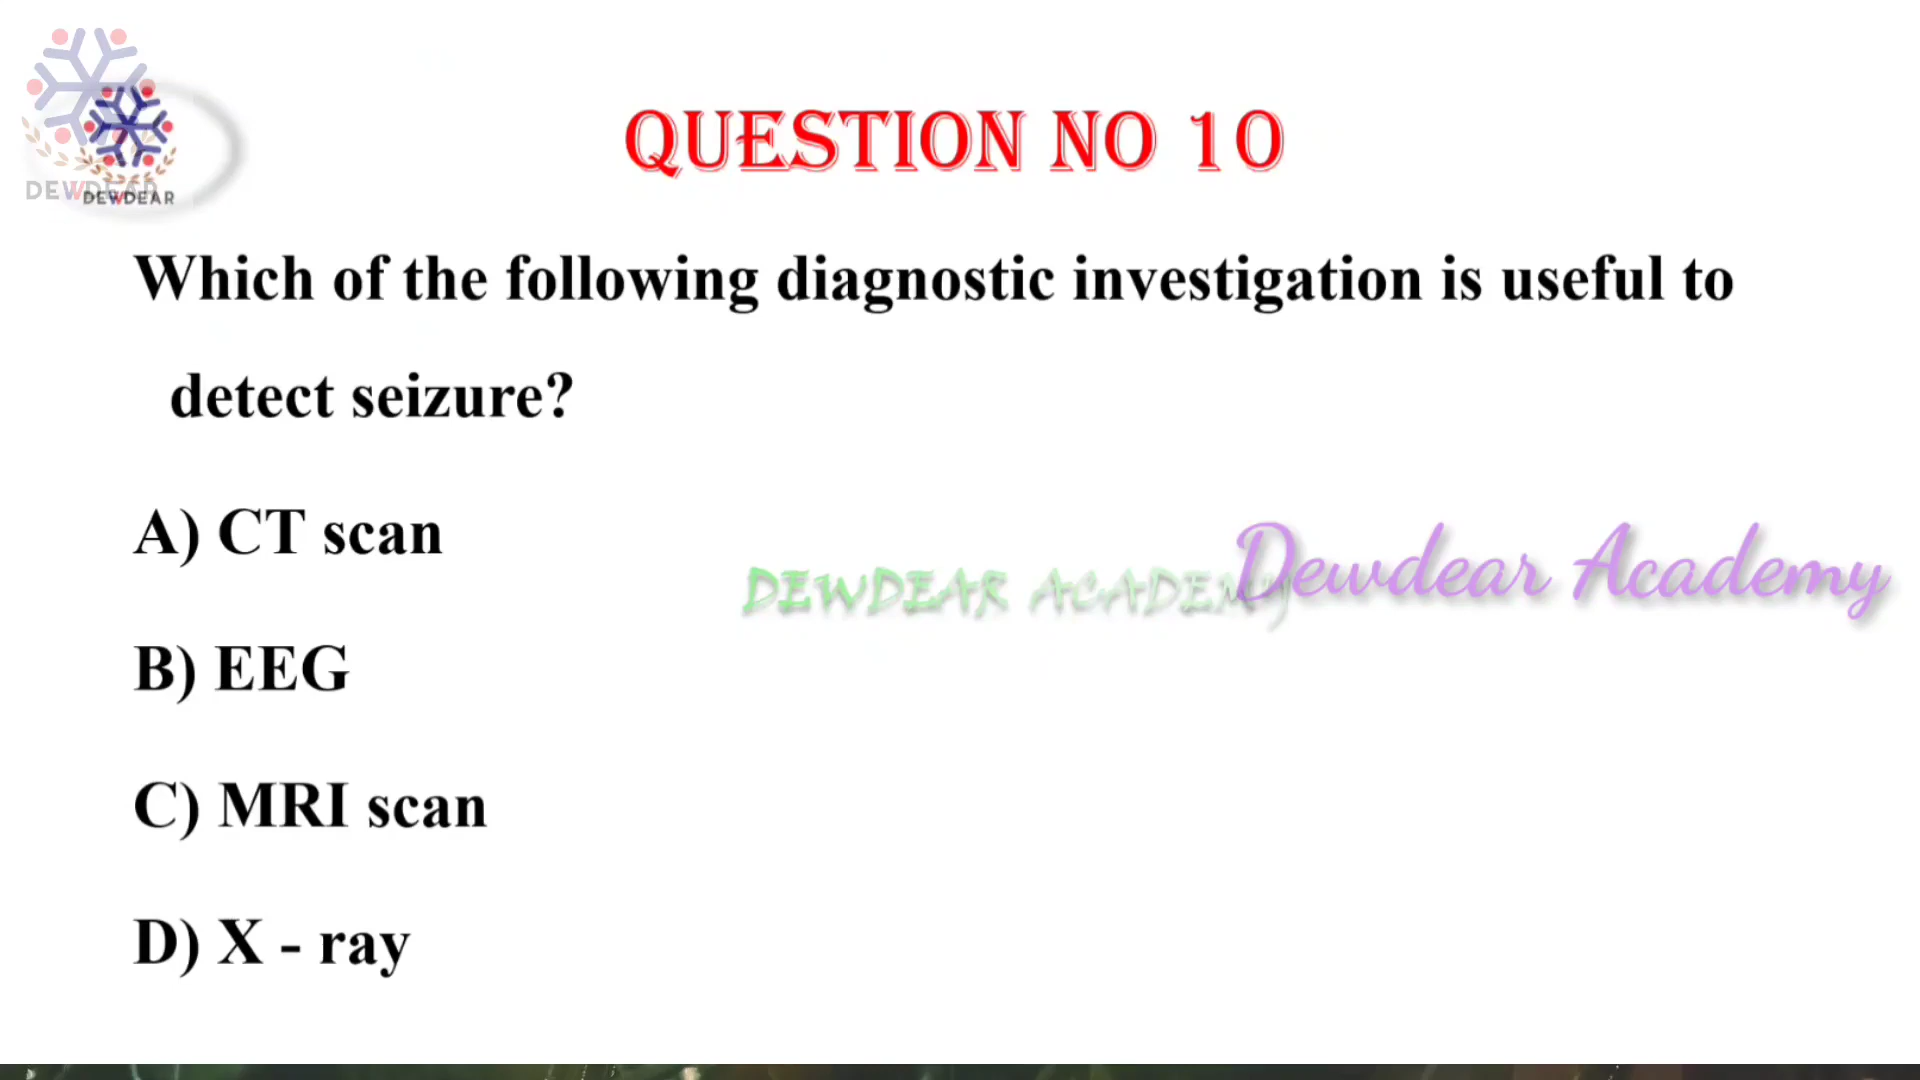 DEWDEAR
DEWDEAR
QUESTION NO 10
Which of the following diagnostic investigation is useful to
detect seizure?
A) CT scan
DEWDEAR ACADEMY
Dewdear Academy
B) EEG
C) MRI scan
D) X - ray